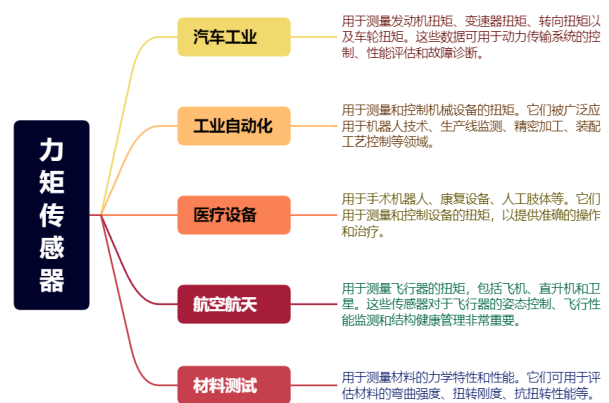 力矩传感器
汽车工业
用于测量发动机扭矩、变速器扭矩、转向扭矩以
及车轮扭矩。这些数据可用于动力传输系统的控
制、性能评估和故障诊断。
工业自动化
用于测量和控制机械设备的扭矩。它们被广泛应
用于机器人技术、生产线监测、精密加工、装配
工艺控制等领域。
医疗设备
用于手术机器人、康复设备、人工肢体等。它们
用于测量和控制设备的扭矩，以提供准确的操作
和治疗。
航空航天
用于测量飞行器的扭矩，包括飞机、直升机和卫
星。这些传感器对于飞行器的姿态控制、飞行性
能监测和结构健康管理非常重要。
材料测试
用于测量材料的力学特性和性能。它们可用于评
估材料的弯曲强度、扭转刚度、抗扭转性能等。